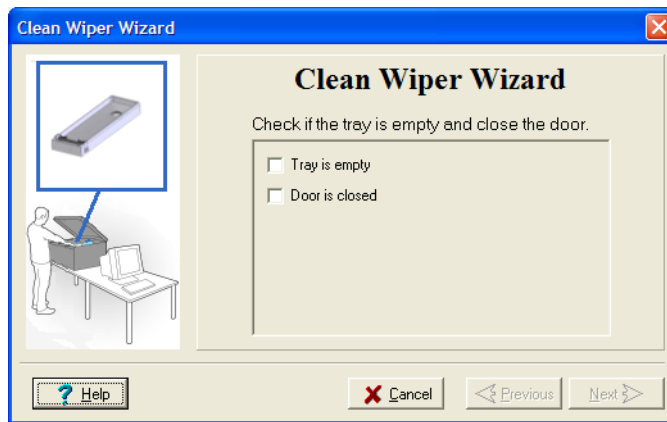 Clean Wiper Wizard
Clean Wiper Wizard
Check if the tray is empty and close the door.
Tray is empty
Door is closed
Help
Cancel
Previous
Next